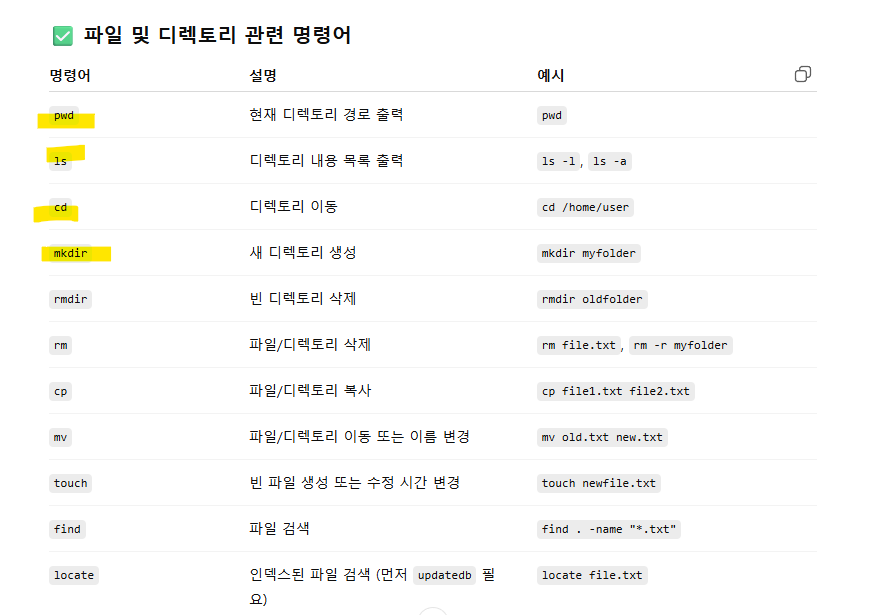 ✅ 파일 및 디렉토리 관련 명령어
명령어 설명 예시
pwd 현재 디렉토리 경로 출력 pwd
ls 디렉토리 내용 목록 출력 ls -l, ls -a
cd 디렉토리 이동 cd /home/user
mkdir 새 디렉토리 생성 mkdir myfolder
rmdir 빈 디렉토리 삭제 rmdir oldfolder
rm 파일/디렉토리 삭제 rm file.txt, rm -r myfolder
cp 파일/디렉토리 복사 cp file1.txt file2.txt
mv 파일/디렉토리 이동 또는 이름 변경 mv old.txt new.txt
touch 빈 파일 생성 또는 수정 시간 변경 touch newfile.txt
find 파일 검색 find . -name "*.txt"
locate 인덱스된 파일 검색 (먼저 updatedb 필 locate file.txt
요)